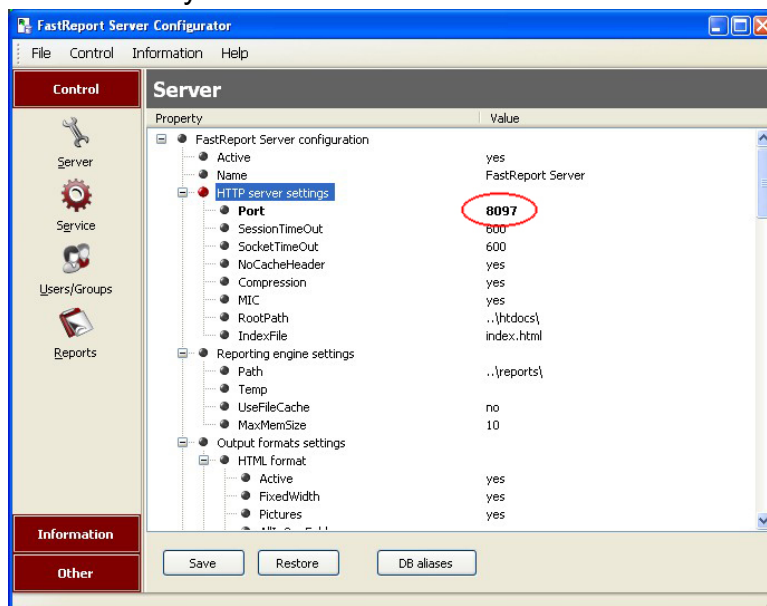 FastReport Server Configurator
File Control Information Help
Control
Server
Service
Users/Groups
Reports
Information
Other
Server
Property Value
FastReport Server configuration
Active yes
Name FastReport Server
HTTP server settings
Port 8097
SessionTimeOut 600
SocketTimeOut 600
NoCacheHeader yes
Compression yes
MIC yes
RootPath ..\htdocs\
IndexFile index.html
Reporting engine settings
Path ..\reports\
Temp
UseFileCache no
MaxMemSize 10
Output formats settings
HTML format
Active yes
FixedWidth yes
Pictures yes
Save Restore DB aliases